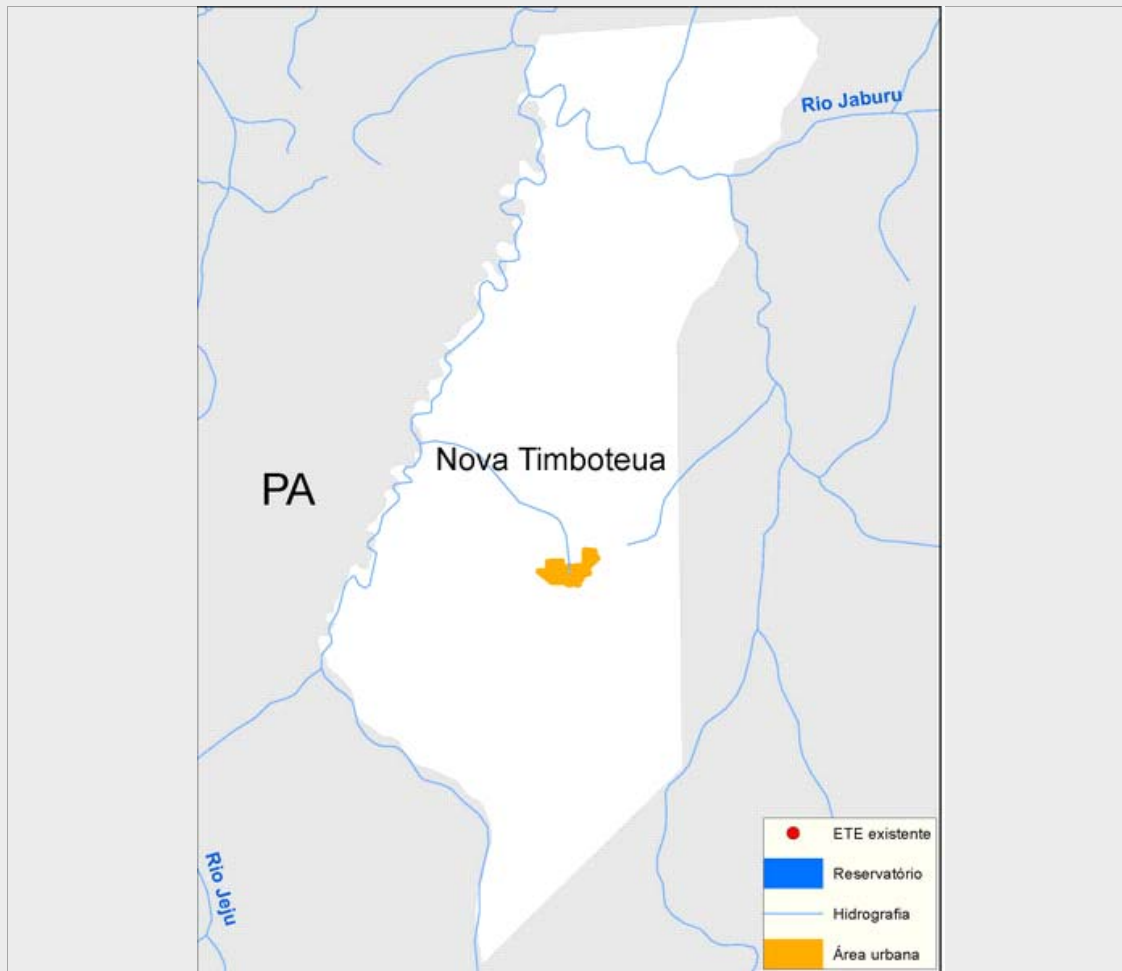 Rio Jaburu
Nova Timboteua
PA
Rio Jeju
ETE existente
Reservatório
Hidrografia
Área urbana